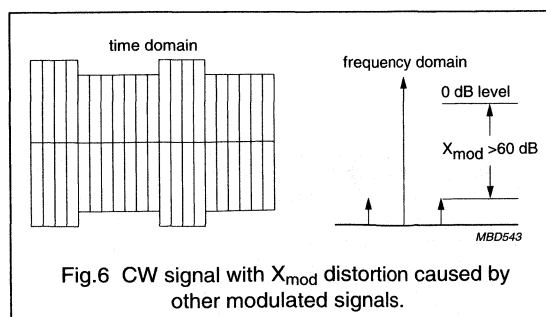 time domain
frequency domain
0 dB level
Xmod >60 dB
MBD543
Fig.6 CW signal with Xmod distortion caused by
other modulated signals.